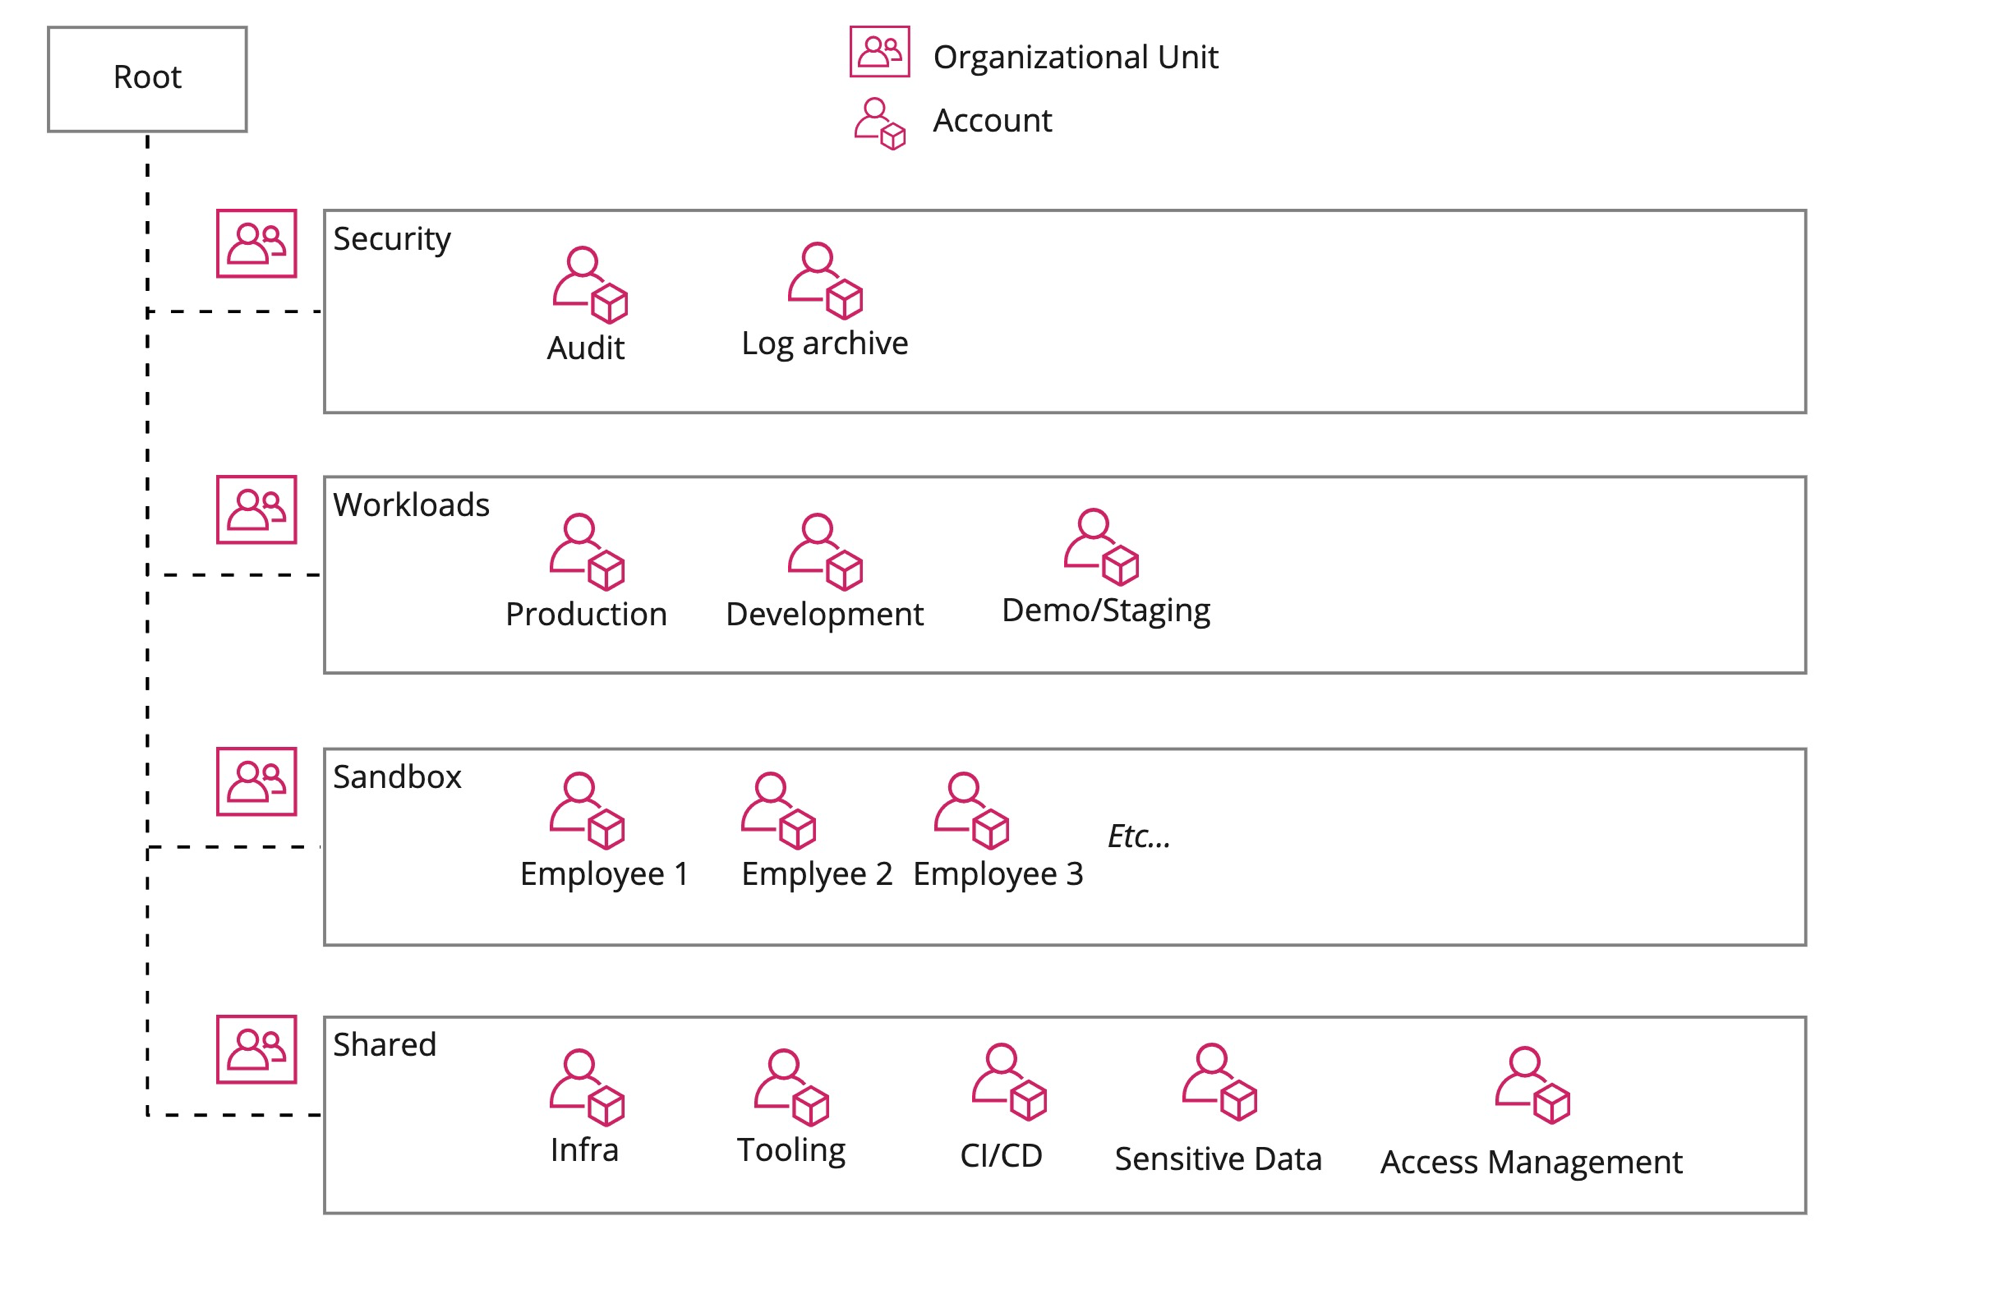 Root
Organizational Unit
Account
Security
Audit
Log archive
Workloads
Production
Development
Demo/Staging
Sandbox
Employee 1
Emplyee 2
Employee 3
Etc...
Shared
Infra
Tooling
CI/CD
Sensitive Data
Access Management